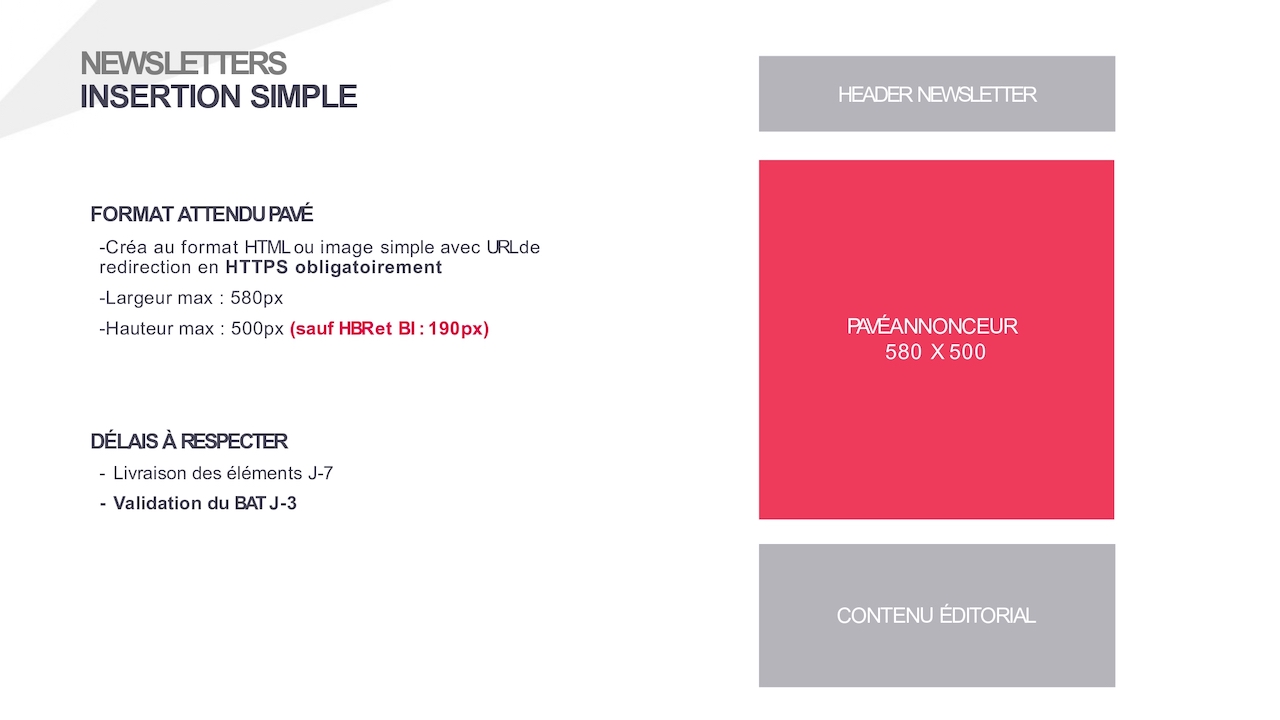 NEWSLETTERS
INSERTION SIMPLE
FORMAT ATTENDU PAVÉ
-Créa au format HTML ou image simple avec URL de
redirection en HTTPS obligatoirement
-Largeur max : 580px
-Hauteur max : 500px (sauf HBR et BI : 190px)
DÉLAIS À RESPECTER
- Livraison des éléments J-7
- Validation du BAT J-3
HEADER NEWSLETTER
PAVÉ ANNONCEUR
580 X 500
CONTENU ÉDITORIAL